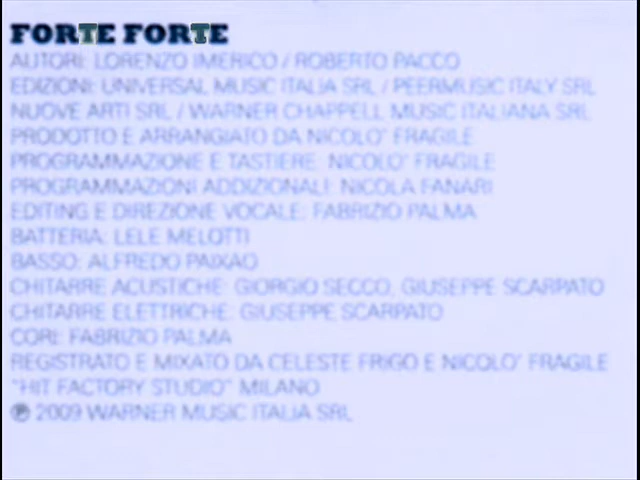 FORTE FORTE
AUTORI: LORENZO IMERICO / ROBERTO PACCO
EDIZIONI: UNIVERSAL MUSIC ITALIA SRL / PEERMUSIC ITALY SRL
NUOVE ARTI SRL / WARNER CHAPPELL MUSIC ITALIANA SRL
PRODOTTO E ARRANGIATO DA NICOLO' FRAGILE
PROGRAMMAZIONE E TASTIERE: NICOLO' FRAGILE
PROGRAMMAZIONI ADDIZIONALI: NICOLA FANARI
EDITING E DIREZIONE VOCALE: FABRIZIO PALMA
BATTERIA: LELE MELOTTI
BASSO: ALFREDO PAIXAO
CHITARRE ACUSTICHE: GIORGIO SECCO, GIUSEPPE SCARPATO
CHITARRE ELETTRICHE: GIUSEPPE SCARPATO
CORI: FABRIZIO PALMA
REGISTRATO E MIXATO DA CELESTE FRIGO E NICOLO' FRAGILE
"HIT FACTORY STUDIO" MILANO
℗ 2009 WARNER MUSIC ITALIA SRL